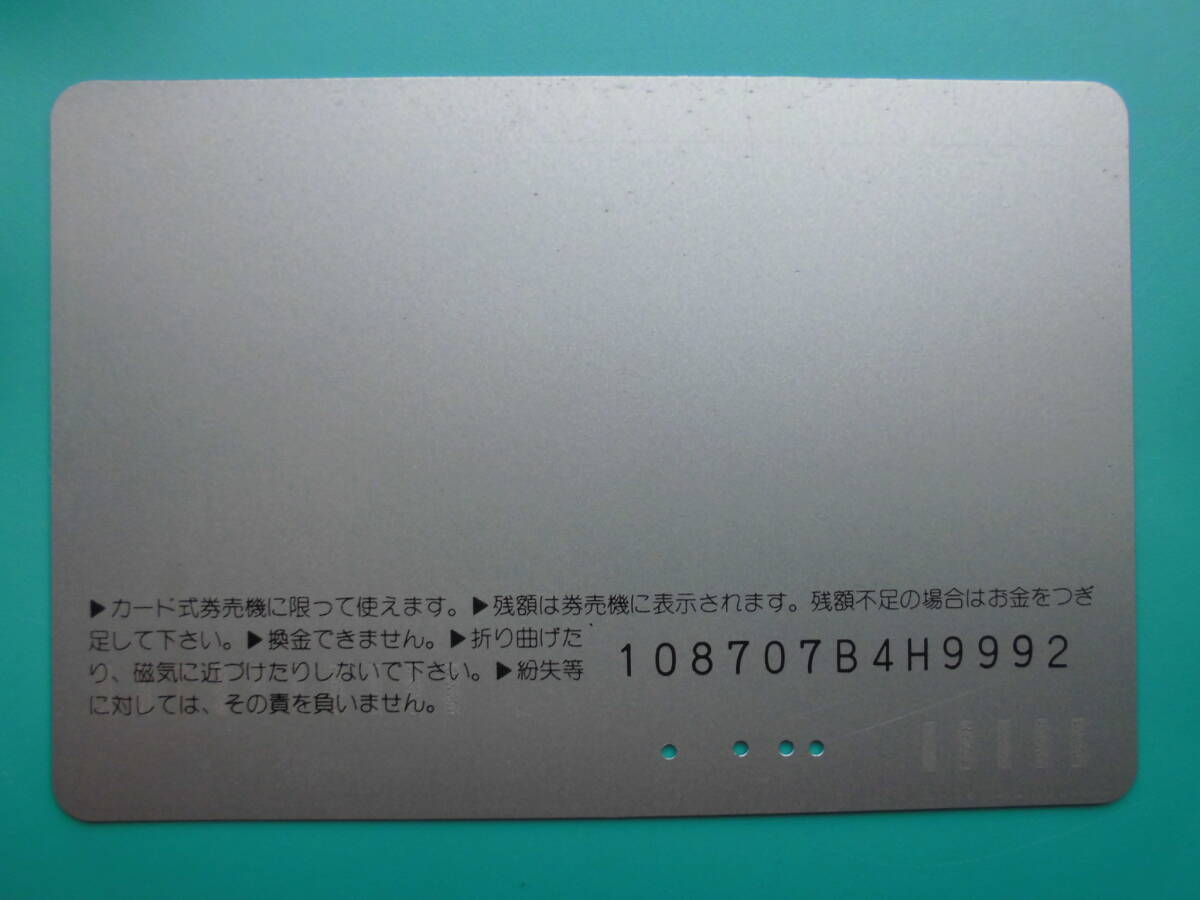 ▶カード式券売機に限って使えます。▶残額は券売機に表示されます。残額不足の場合はお金をつぎ
足して下さい。▶換金できません。▶折り曲げた
り、磁気に近づけたりしないで下さい。▶紛失等
に対しては、その責を負いません。
108707B4H9992